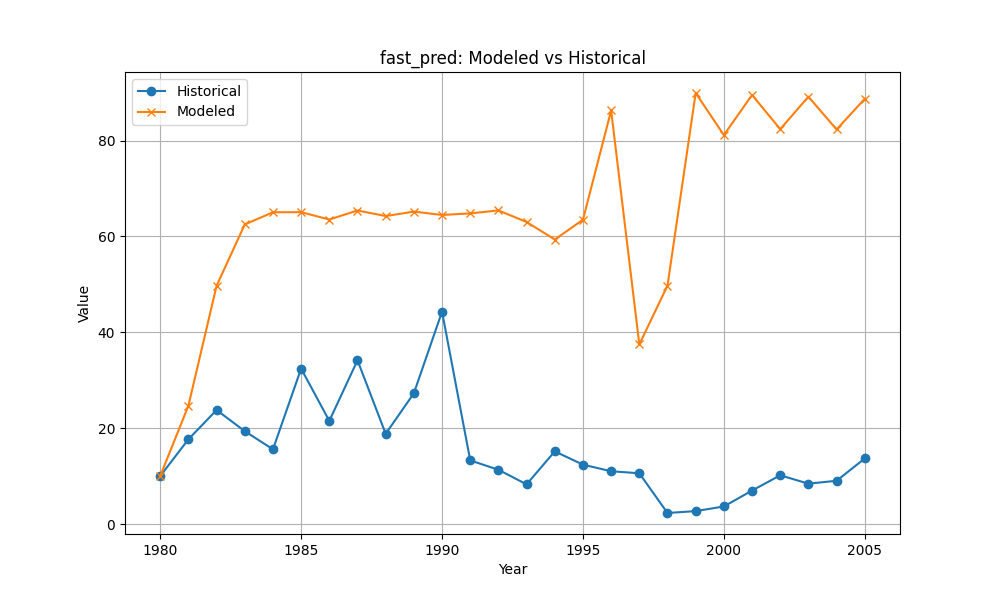 fast_pred: Modeled vs Historical
Historical
Modeled
80
60
40
20
0
Value
1980 1985 1990 1995 2000 2005
Year